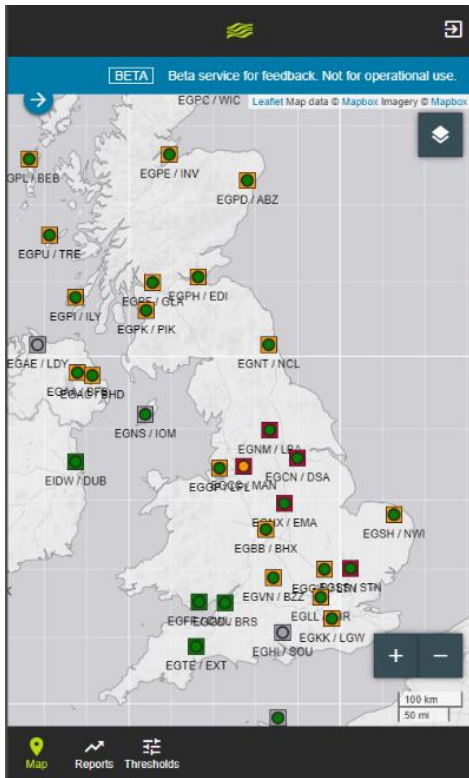 BETA Beta service for feedback. Not for operational use.
EGPC / WIC
Leaflet Map data © Mapbox Imagery © Mapbox
EGPE / INV
GPL / BEB
EGPD / ABZ
EGPU / TRE
EGPH / EDI
EGPI / ILY
EGPK / PIK
EGAE / LDY
EGNT / NCL
EGNS / IOM
EGNM / LBA
EGCN / DSA
EIDW / DUB
EGSH / NWI
EGBB / BHX
EGVN / BZZ
EGKK / LGW
EGHI / SOU
EGTE / EXT
+ −
100 km
50 mi
Map Reports Thresholds